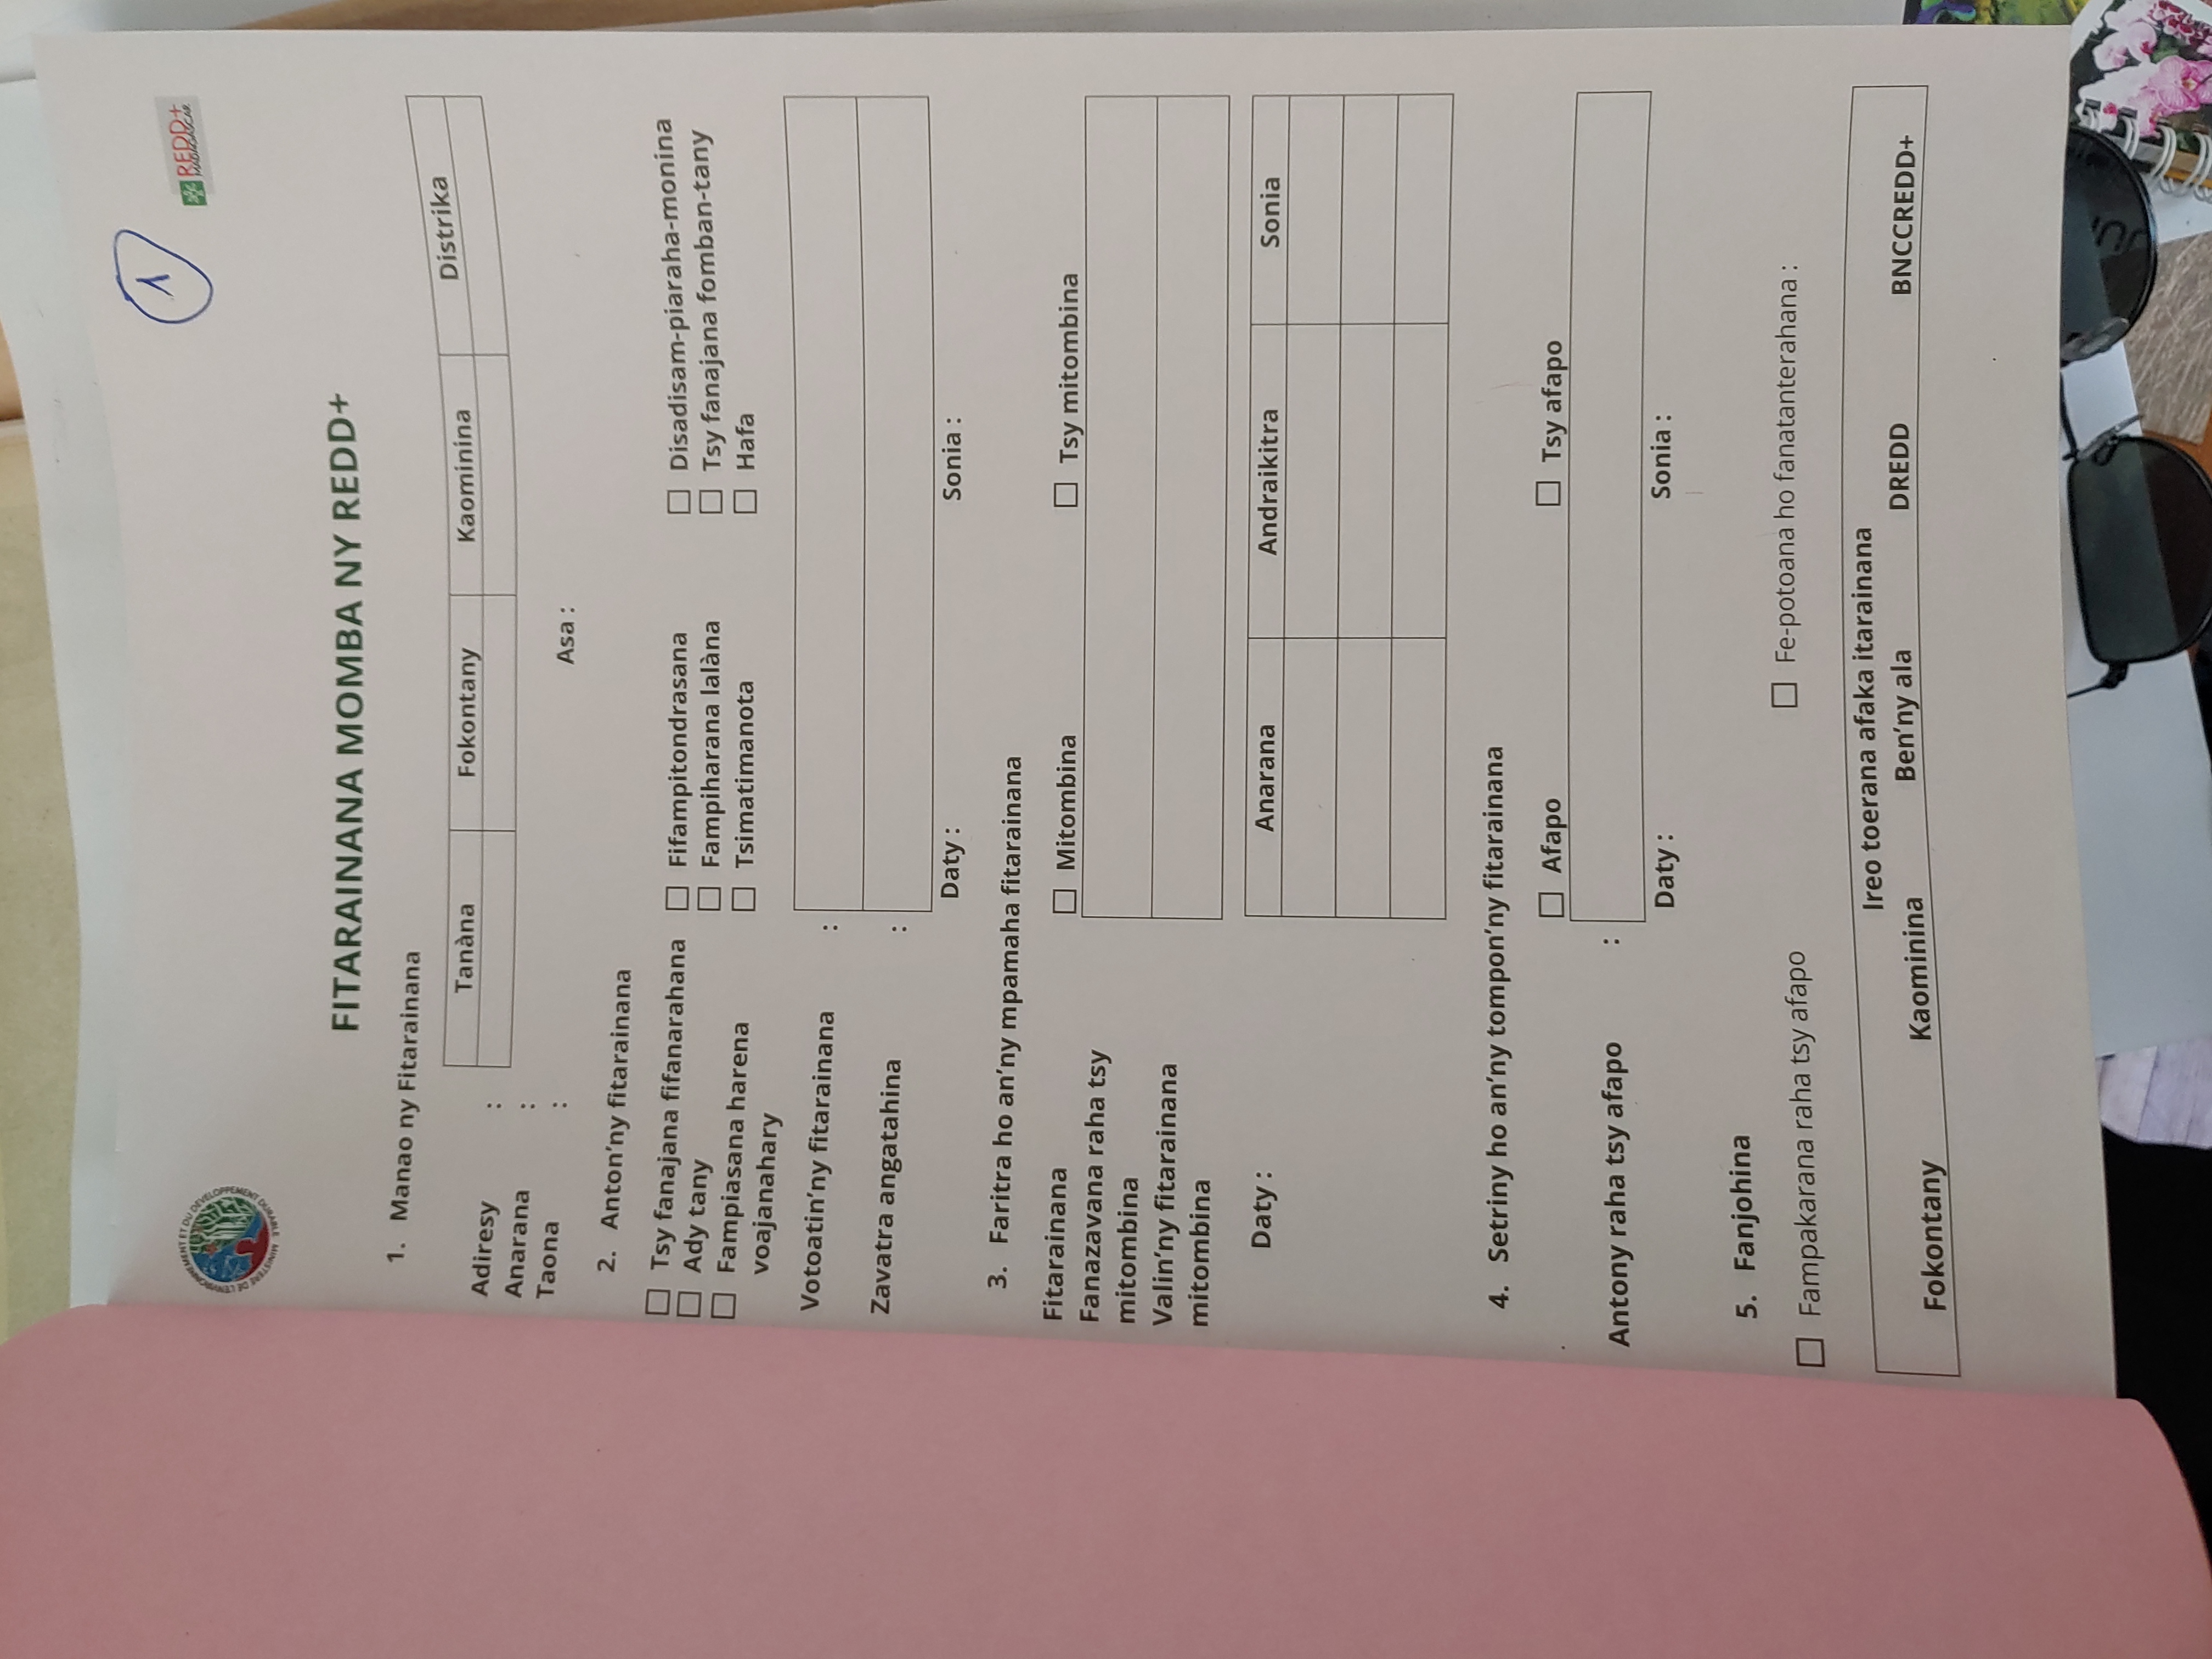 1
REDD+
MADAGASCAR
MINISTERE DE L'ENVIRONNEMENT ET DU DEVELOPPEMENT DURABLE
FITARAINANA MOMBA NY REDD+
1. Manao ny Fitarainana
Tanàna Fokontany Kaominina Distrika
Adiresy :
Anarana :
Taona : Asa :
2. Anton'ny fitarainana
☐ Tsy fanajana fifanarahana ☐ Fifampitondrasana ☐ Disadisam-piaraha-monina
☐ Ady tany ☐ Fampiharana lalàna ☐ Tsy fanajana fomban-tany
☐ Fampiasana harena ☐ Tsimatimanota ☐ Hafa
voajanahary
Votoatin'ny fitarainana :
Zavatra angatahina :
Daty : Sonia :
3. Faritra ho an'ny mpamaha fitarainana
Fitarainana ☐ Mitombina ☐ Tsy mitombina
Fanazavana raha tsy
mitombina
Valin'ny fitarainana
mitombina
Daty : Anarana Andraikitra Sonia
4. Setriny ho an'ny tompon'ny fitarainana
☐ Afapo ☐ Tsy afapo
Antony raha tsy afapo :
Daty : Sonia :
5. Fanjohina
☐ Fampakarana raha tsy afapo ☐ Fe-potoana ho fanatanterahana :
Ireo toerana afaka itarainana
Fokontany Kaominina Ben'ny ala DREDD BNCCREDD+